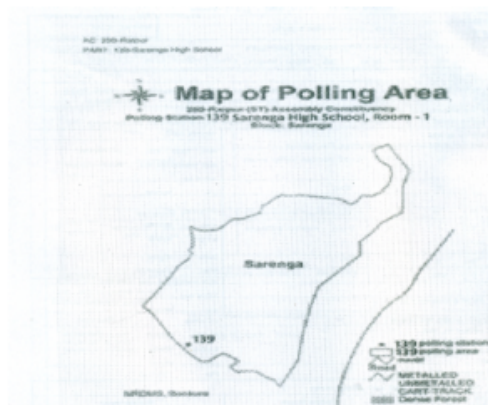 AC: 250-Raipur
PART: 139-Sarenga High School
Map of Polling Area
250-Raipur (ST)-Assembly Constituency
Polling Station 139 Sarenga High School, Room - 1
Block: Sarenga
Sarenga
139
139 polling station
139 polling area
Road
METALLED
UNMETALLED
CART-TRACK
Dense Forest
NRDMS, Bankura